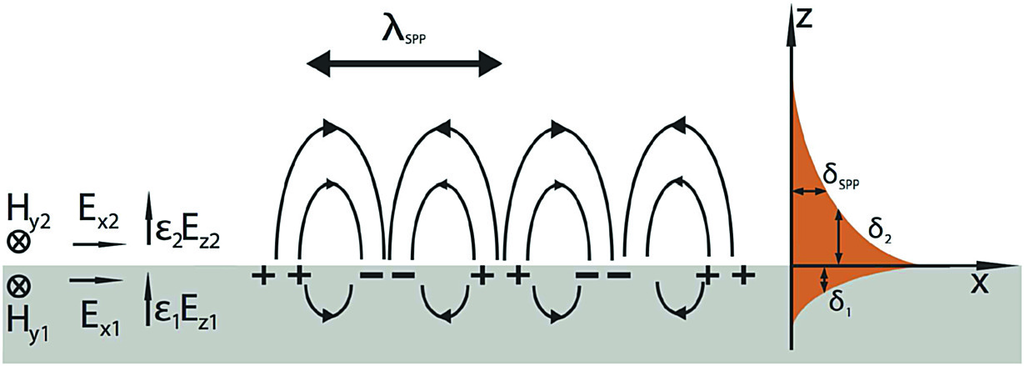 λSPP
z
δSPP
Hy2 Ex2 ε2Ez2
δ2
+ + − − + + − − + +
x
Hy1 Ex1 ε1Ez1
δ1